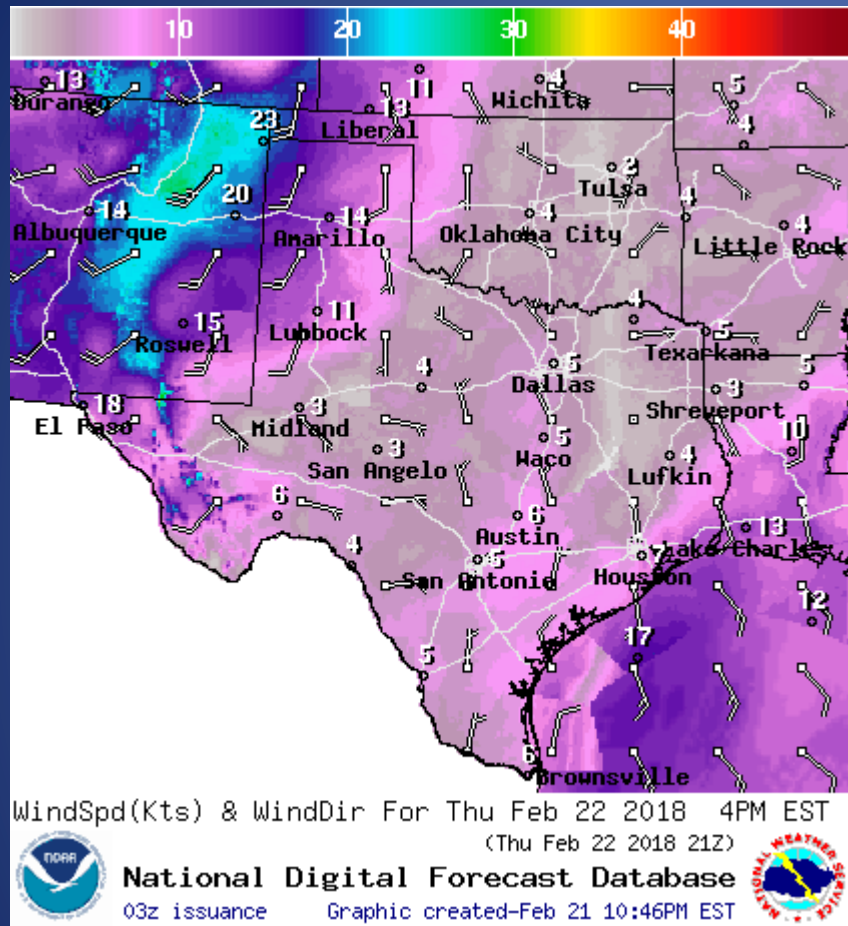 10 20 30 40
13 11 4 5
Durango Wichita
13
Liberal
23 4
2
Tulsa
14 20 14 4 4 4
Albuquerque Amarillo Oklahoma City Little Rock
15 11 4 5
Roswell Lubbock Texarkana
4 5 3 5
Dallas
18 3 Shreveport
El Paso Midland 5 10
3 Waco 4
San Angelo Lufkin
6 6 13
Austin
4 5 7 Lake Charles
San Antonio Houston
12
17
5
6
Brownsville
WindSpd(Kts) & WindDir For Thu Feb 22 2018 4PM EST
(Thu Feb 22 2018 21Z)
NOAA
National Digital Forecast Database
03z issuance Graphic created-Feb 21 10:46PM EST
NATIONAL WEATHER SERVICE